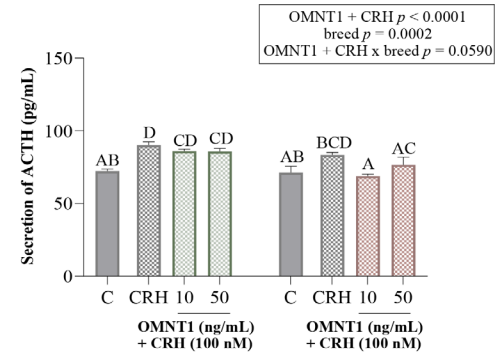 OMNT1 + CRH p < 0.0001
breed p = 0.0002
OMNT1 + CRH x breed p = 0.0590
Secretion of ACTH (pg/mL)
150
100
50
0
AB
D
CD
CD
AB
BCD
A
AC
C CRH 10 50 C CRH 10 50
OMNT1 (ng/mL) OMNT1 (ng/mL)
+ CRH (100 nM) + CRH (100 nM)